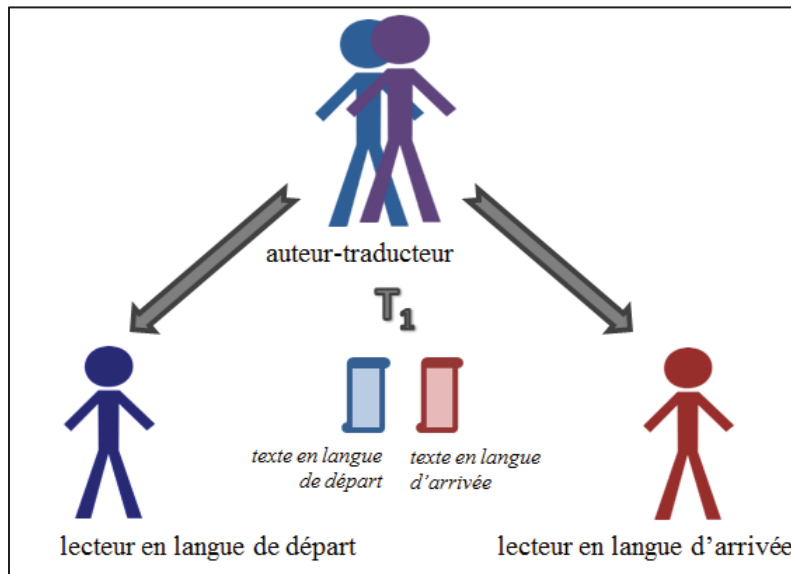 auteur-traducteur
T₁
texte en langue
de départ
texte en langue
d'arrivée
lecteur en langue de départ
lecteur en langue d'arrivée